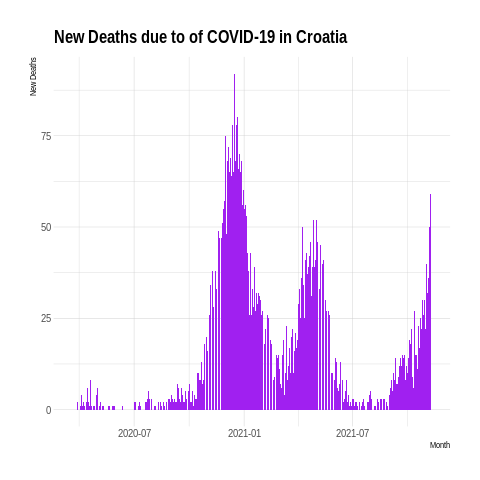 New Deaths due to of COVID-19 in Croatia
New Deaths
75
50
25
0
2020-07
2021-01
2021-07
Month